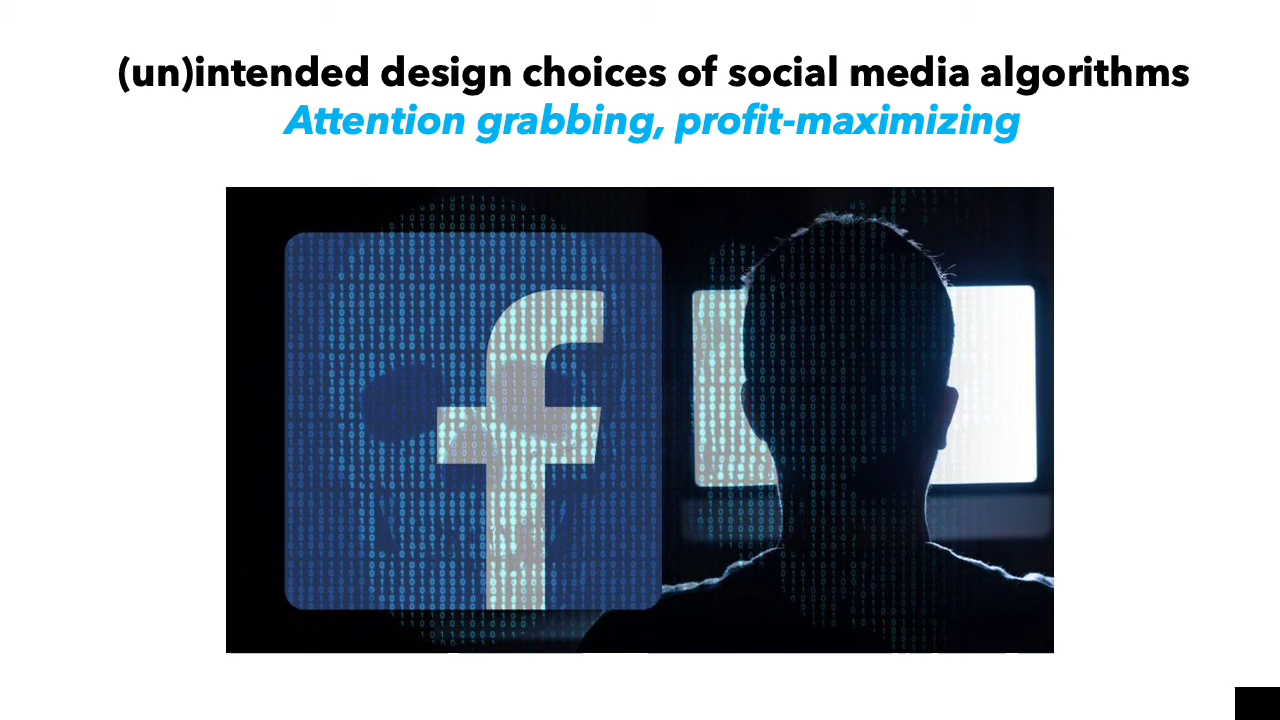 (un)intended design choices of social media algorithms
Attention grabbing, profit-maximizing
f